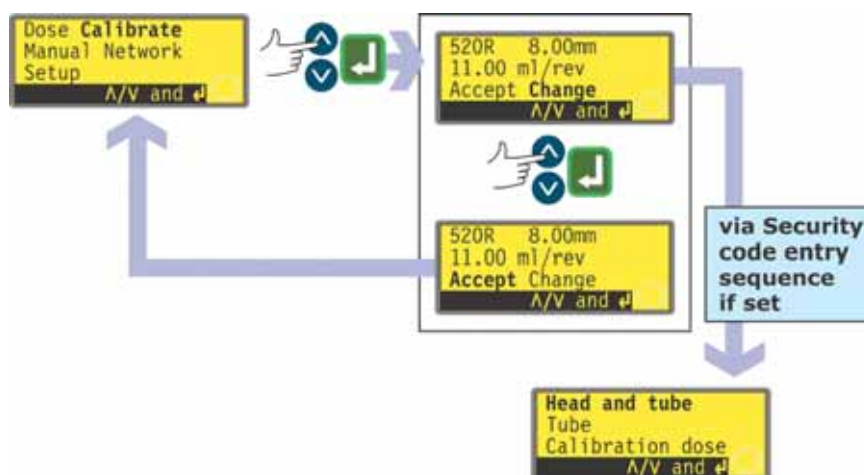 Dose Calibrate
Manual Network
Setup
∧/∨ and ↲
520R 8.00mm
11.00 ml/rev
Accept Change
∧/∨ and ↲
520R 8.00mm
11.00 ml/rev
Accept Change
∧/∨ and ↲
via Security
code entry
sequence
if set
Head and tube
Tube
Calibration dose
∧/∨ and ↲